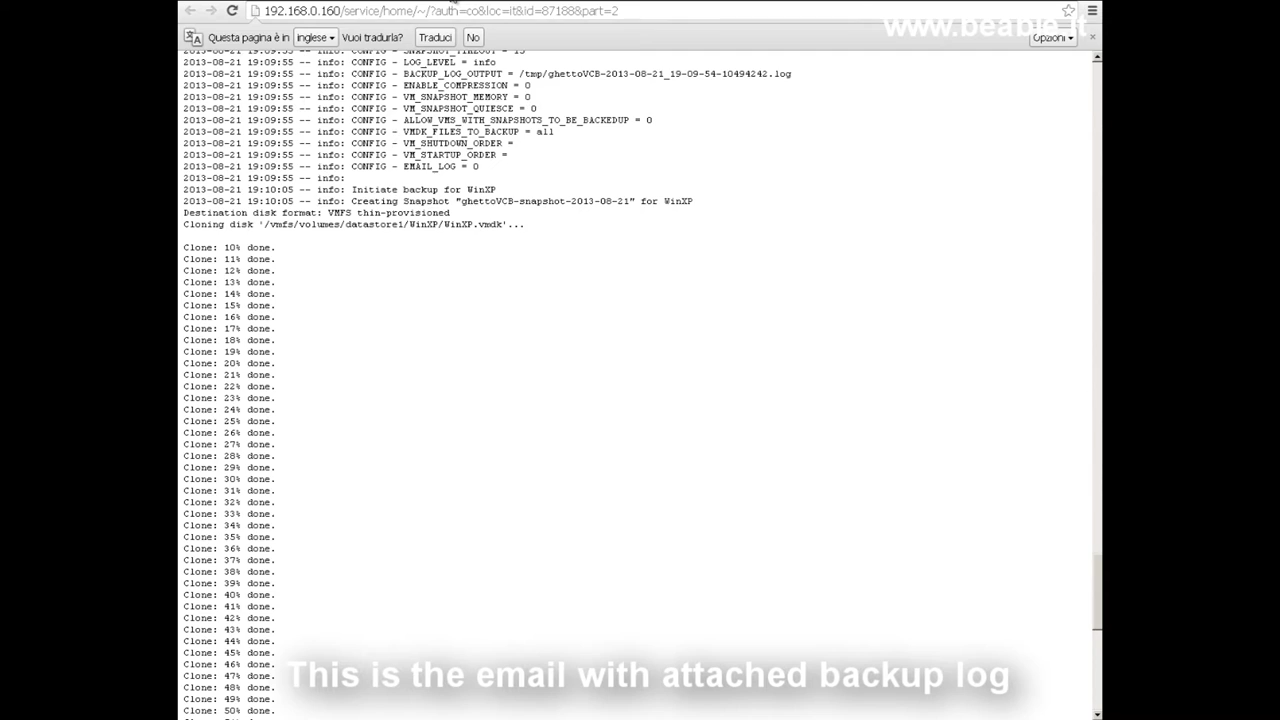 192.168.0.160/service/home/~/?auth=co&loc=it&id=87188&part=2
www.beable.it
Questa pagina è in inglese Vuoi tradurla? Traduci No Opzioni
2013-08-21 19:09:55 -- info: CONFIG - SNAPSHOT_TIMEOUT = 15
2013-08-21 19:09:55 -- info: CONFIG - LOG_LEVEL = info
2013-08-21 19:09:55 -- info: CONFIG - BACKUP_LOG_OUTPUT = /tmp/ghettoVCB-2013-08-21_19-09-54-10494242.log
2013-08-21 19:09:55 -- info: CONFIG - ENABLE_COMPRESSION = 0
2013-08-21 19:09:55 -- info: CONFIG - VM_SNAPSHOT_MEMORY = 0
2013-08-21 19:09:55 -- info: CONFIG - VM_SNAPSHOT_QUIESCE = 0
2013-08-21 19:09:55 -- info: CONFIG - ALLOW_VMS_WITH_SNAPSHOTS_TO_BE_BACKEDUP = 0
2013-08-21 19:09:55 -- info: CONFIG - VMDK_FILES_TO_BACKUP = all
2013-08-21 19:09:55 -- info: CONFIG - VM_SHUTDOWN_ORDER =
2013-08-21 19:09:55 -- info: CONFIG - VM_STARTUP_ORDER =
2013-08-21 19:09:55 -- info: CONFIG - EMAIL_LOG = 0
2013-08-21 19:09:55 -- info:
2013-08-21 19:10:05 -- info: Initiate backup for WinXP
2013-08-21 19:10:05 -- info: Creating Snapshot "ghettoVCB-snapshot-2013-08-21" for WinXP
Destination disk format: VMFS thin-provisioned
Cloning disk '/vmfs/volumes/datastore1/WinXP/WinXP.vmdk'...
Clone: 10% done.
Clone: 11% done.
Clone: 12% done.
Clone: 13% done.
Clone: 14% done.
Clone: 15% done.
Clone: 16% done.
Clone: 17% done.
Clone: 18% done.
Clone: 19% done.
Clone: 20% done.
Clone: 21% done.
Clone: 22% done.
Clone: 23% done.
Clone: 24% done.
Clone: 25% done.
Clone: 26% done.
Clone: 27% done.
Clone: 28% done.
Clone: 29% done.
Clone: 30% done.
Clone: 31% done.
Clone: 32% done.
Clone: 33% done.
Clone: 34% done.
Clone: 35% done.
Clone: 36% done.
Clone: 37% done.
Clone: 38% done.
Clone: 39% done.
Clone: 40% done.
Clone: 41% done.
Clone: 42% done.
Clone: 43% done.
Clone: 44% done.
Clone: 45% done.
Clone: 46% done.
Clone: 47% done.
Clone: 48% done.
Clone: 49% done.
Clone: 50% done.
This is the email with attached backup log